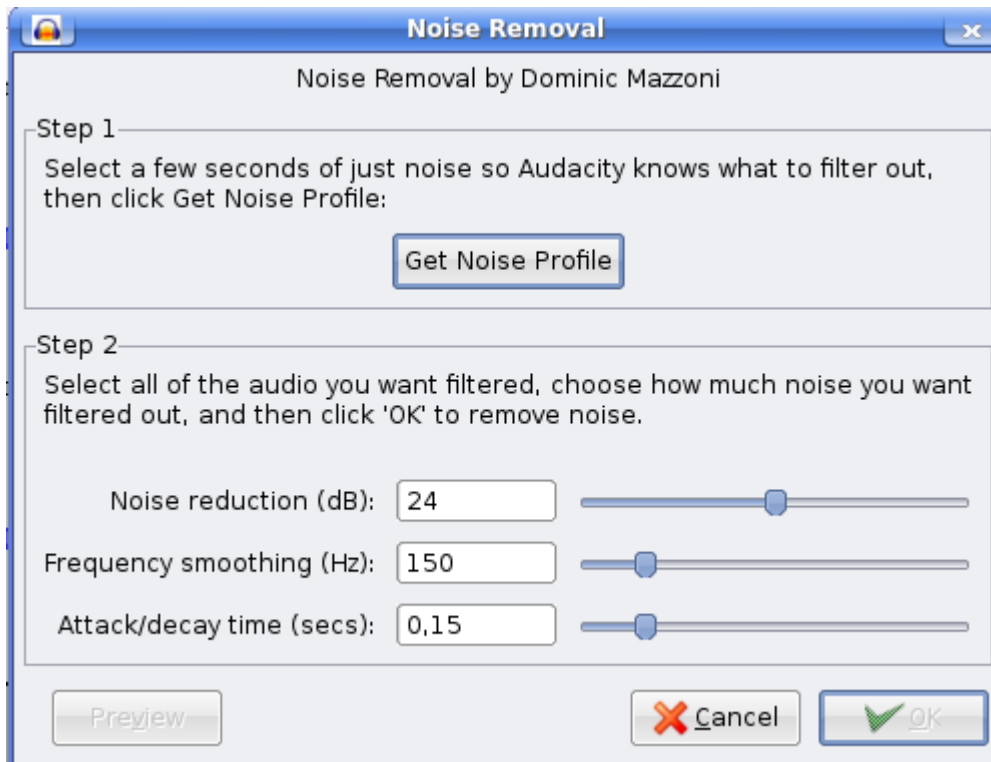 Noise Removal
Noise Removal by Dominic Mazzoni
Step 1
Select a few seconds of just noise so Audacity knows what to filter out,
then click Get Noise Profile:
Get Noise Profile
Step 2
Select all of the audio you want filtered, choose how much noise you want
filtered out, and then click 'OK' to remove noise.
Noise reduction (dB): 24
Frequency smoothing (Hz): 150
Attack/decay time (secs): 0,15
Preview Cancel OK